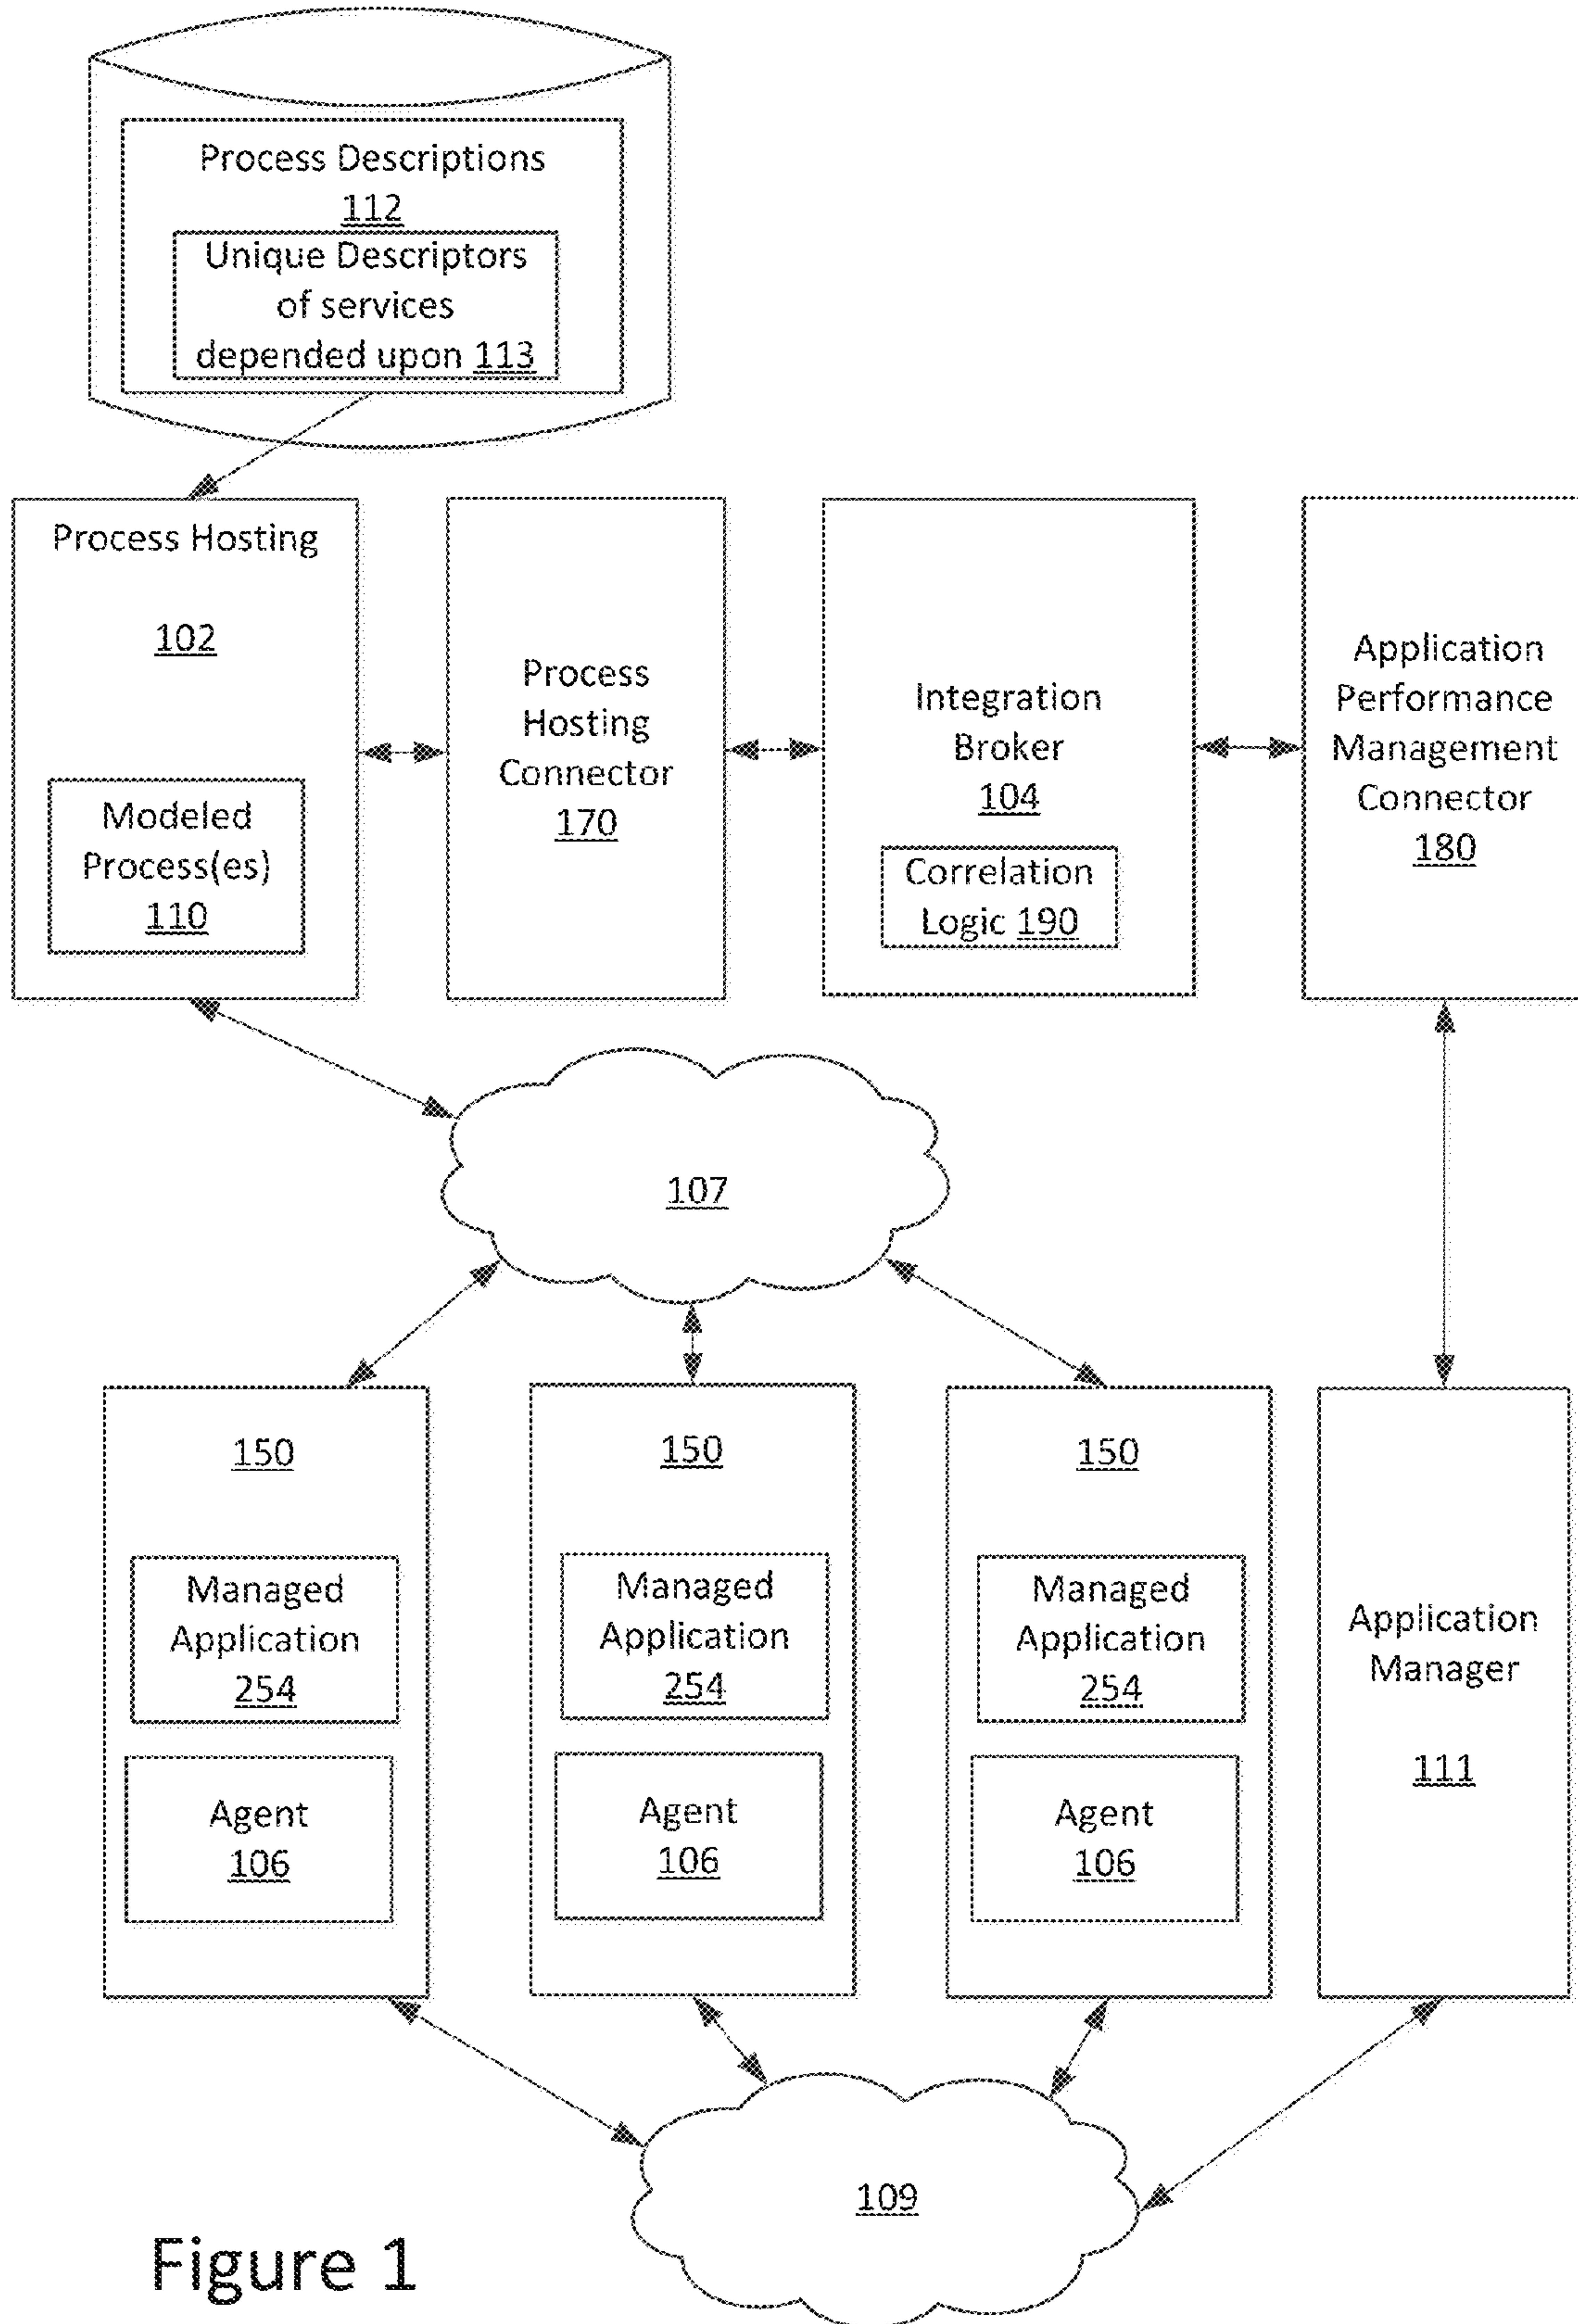 Process Descriptions
112
Unique Descriptors
of services
depended upon 113
Process Hosting
102
Modeled
Process(es)
110
Process
Hosting
Connector
170
Integration
Broker
104
Correlation
Logic 190
Application
Performance
Management
Connector
180
107
150
Managed
Application
254
Agent
106
150
Managed
Application
254
Agent
106
150
Managed
Application
254
Agent
106
Application
Manager
111
109
Figure 1